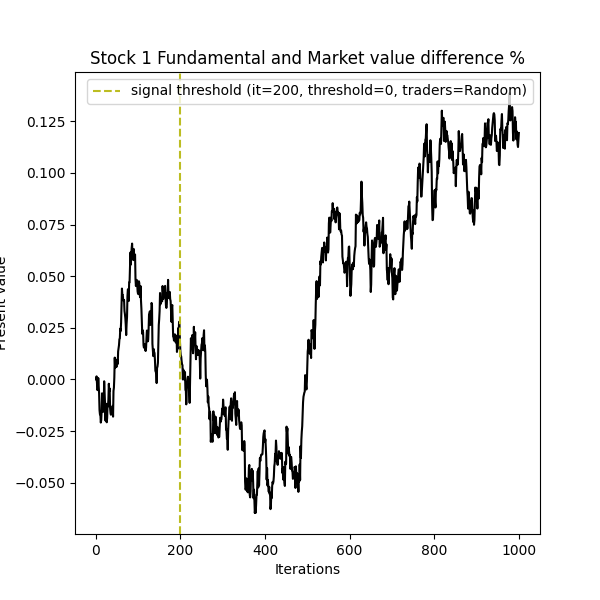 Stock 1 Fundamental and Market value difference %
signal threshold (it=200, threshold=0, traders=Random)
0.125
0.100
0.075
0.050
0.025
0.000
−0.025
−0.050
Present value
0 200 400 600 800 1000
Iterations